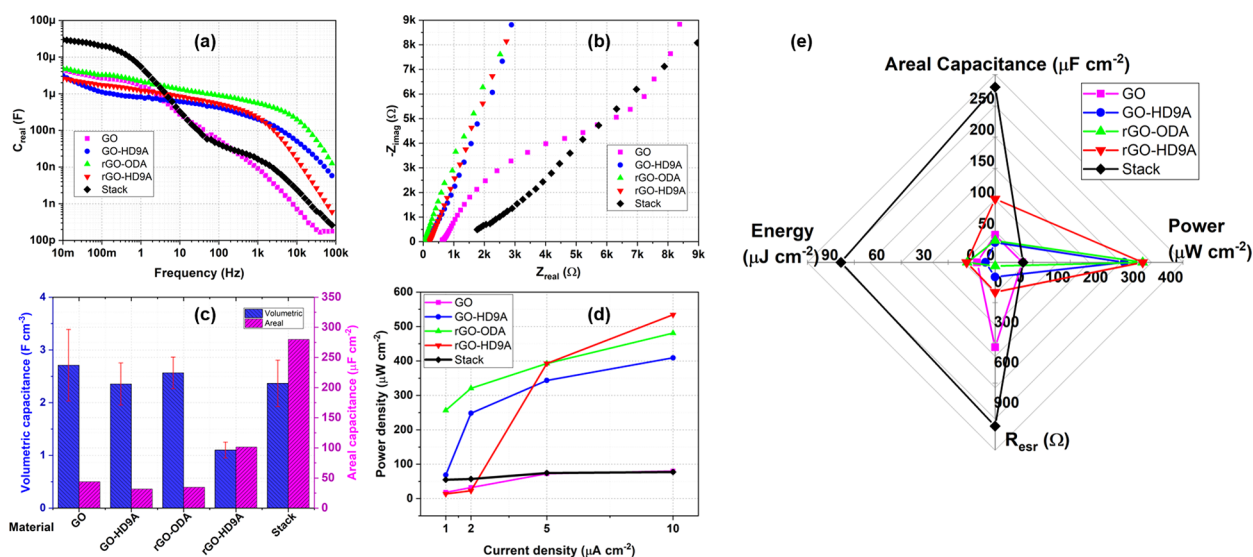 (a)
C_real (F)
100μ
10μ
1μ
100n
10n
1n
100p
GO
GO-HD9A
rGO-ODA
rGO-HD9A
Stack
10m 100m 1 10 100 1k 10k 100k
Frequency (Hz)
(b)
-Z_imag (Ω)
9k
8k
7k
6k
5k
4k
3k
2k
1k
0
GO
GO-HD9A
rGO-ODA
rGO-HD9A
Stack
0 1k 2k 3k 4k 5k 6k 7k 8k 9k
Z_real (Ω)
(c)
Volumetric
Areal
Volumetric capacitance (F cm⁻³)
4
3
2
1
0
Areal capacitance (μF cm⁻²)
350
300
250
200
150
100
50
0
Material
GO
GO-HD9A
rGO-ODA
rGO-HD9A
Stack
(d)
Power density (μW cm⁻²)
600
500
400
300
200
100
0
GO
GO-HD9A
rGO-ODA
rGO-HD9A
Stack
1 2 5 10
Current density (μA cm⁻²)
(e)
Areal Capacitance (μF cm⁻²)
250
200
150
100
50
0
GO
GO-HD9A
rGO-ODA
rGO-HD9A
Stack
Energy
(μJ cm⁻²)
90 60 30 0
Power
(μW cm⁻²)
100 200 300 400
300
600
900
R_esr (Ω)